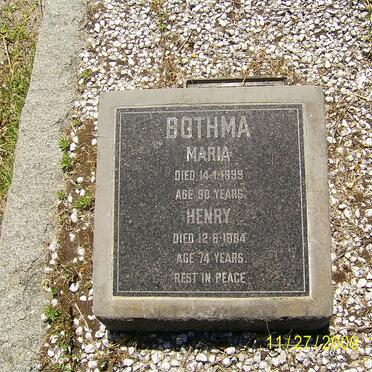 BOTHMA
MARIA
DIED 14-1-1999
AGE 90 YEARS.
HENRY
DIED 12-6-1984
AGE 74 YEARS.
REST IN PEACE
11/27/2009